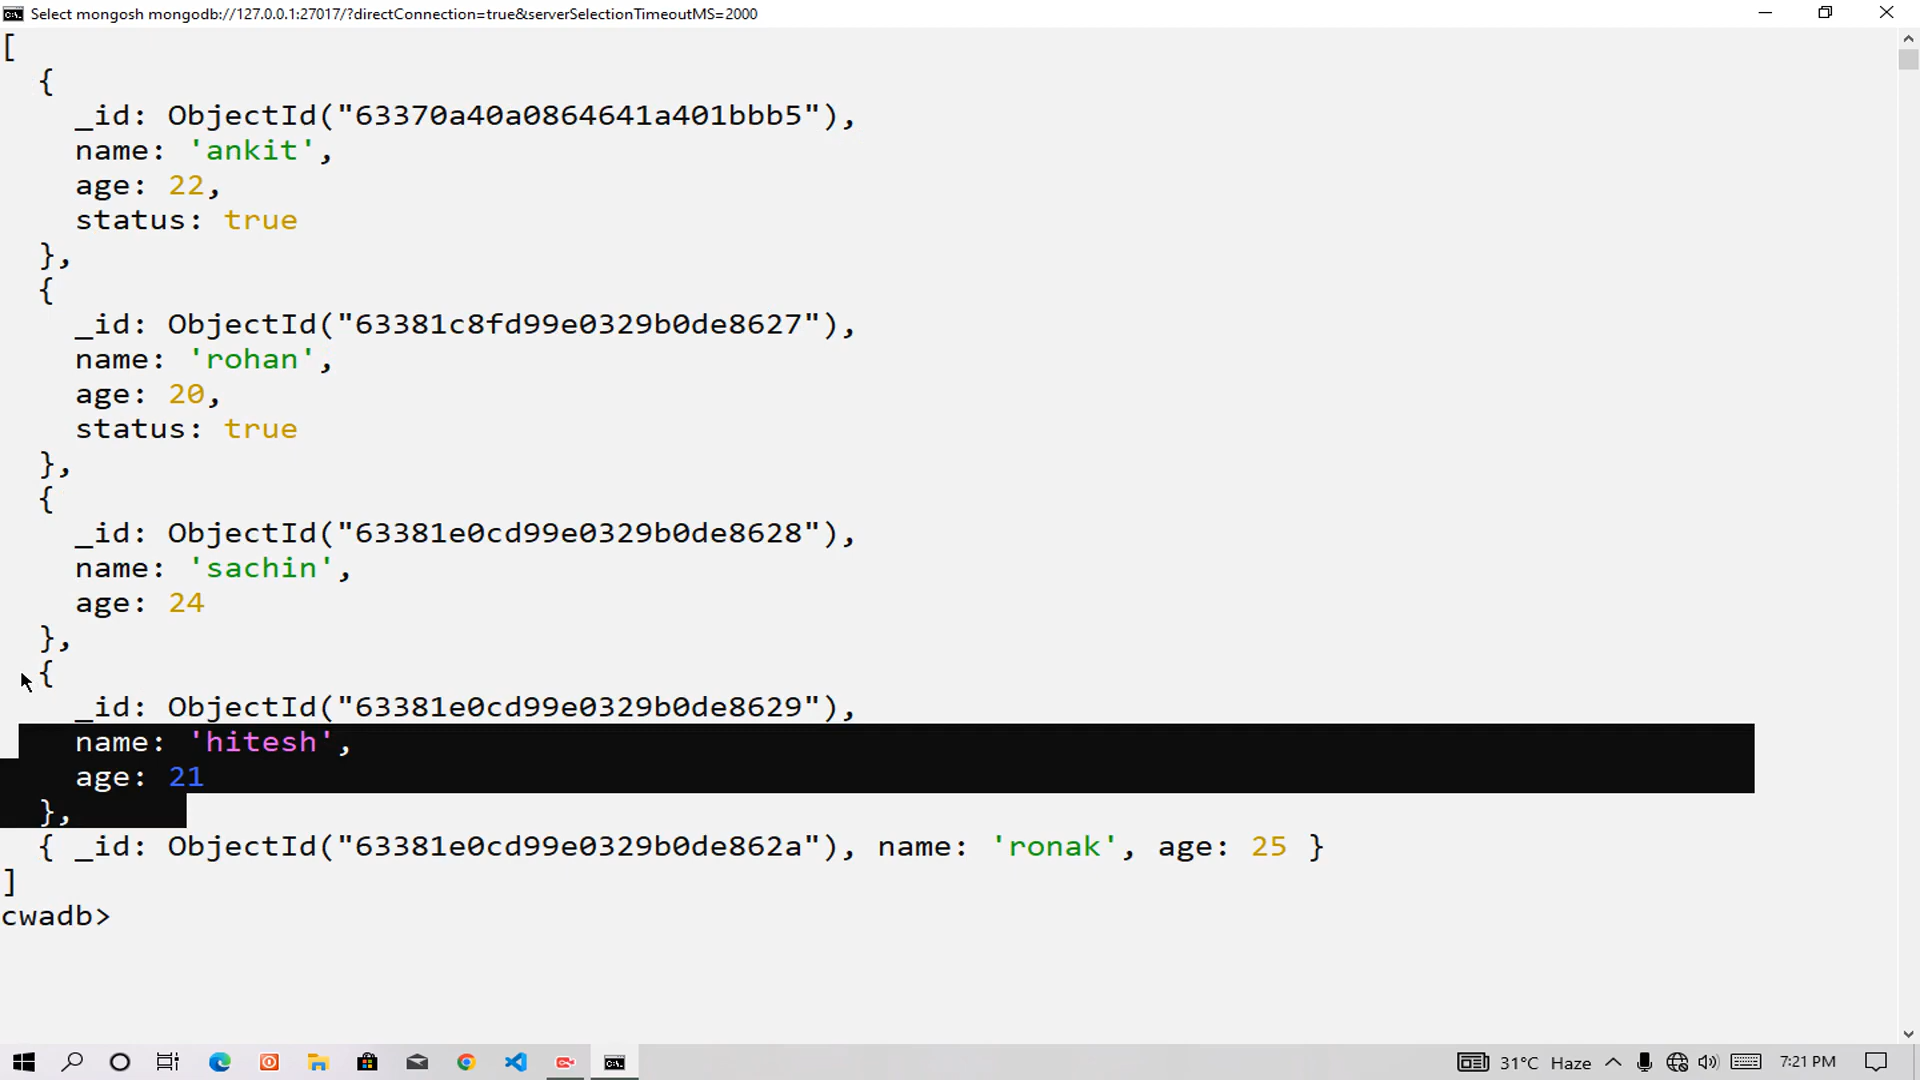 Select mongosh mongodb://127.0.0.1:27017/?directConnection=true&serverSelectionTimeoutMS=2000
[
{
_id: ObjectId("63370a40a0864641a401bbb5"),
name: 'ankit',
age: 22,
status: true
},
{
_id: ObjectId("63381c8fd99e0329b0de8627"),
name: 'rohan',
age: 20,
status: true
},
{
_id: ObjectId("63381e0cd99e0329b0de8628"),
name: 'sachin',
age: 24
},
{
_id: ObjectId("63381e0cd99e0329b0de8629"),
name: 'hitesh',
age: 21
},
{ _id: ObjectId("63381e0cd99e0329b0de862a"), name: 'ronak', age: 25 }
]
cwadb>
31°C Haze 7:21 PM